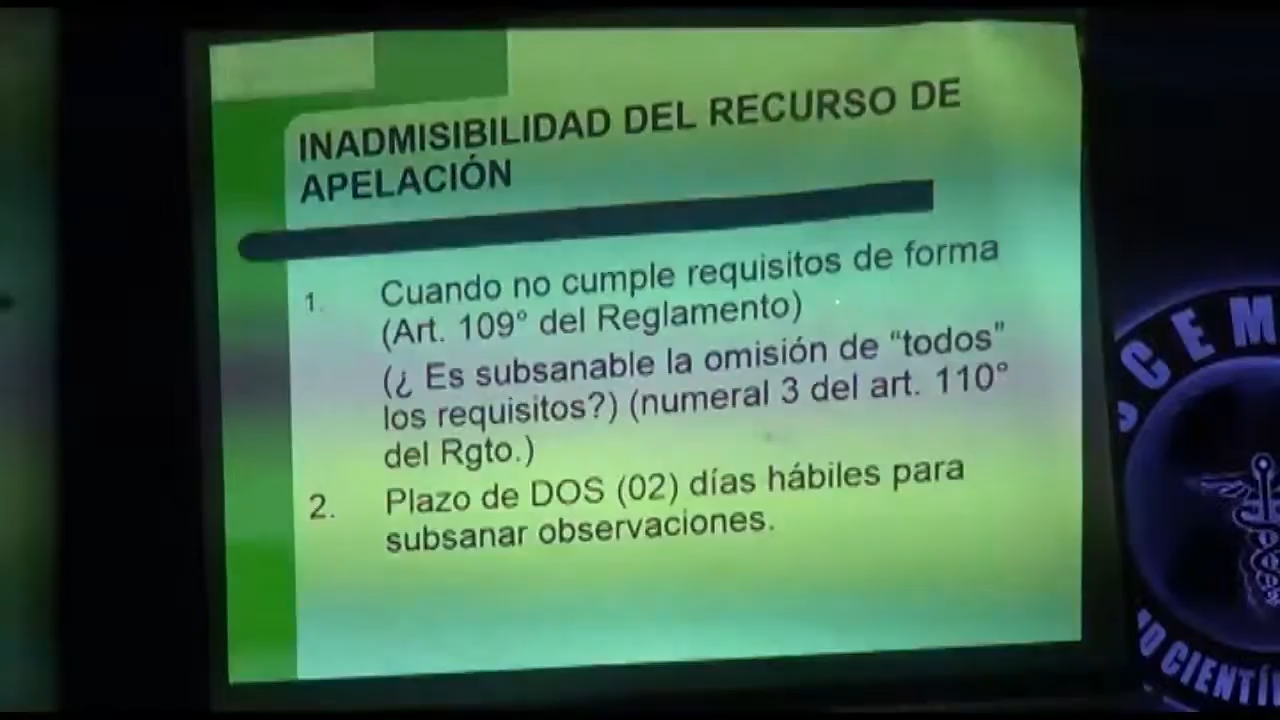 INADMISIBILIDAD DEL RECURSO DE
APELACIÓN
1. Cuando no cumple requisitos de forma
(Art. 109° del Reglamento)
(¿ Es subsanable la omisión de “todos”
los requisitos?) (numeral 3 del art. 110°
del Rgto.)
2. Plazo de DOS (02) días hábiles para
subsanar observaciones.